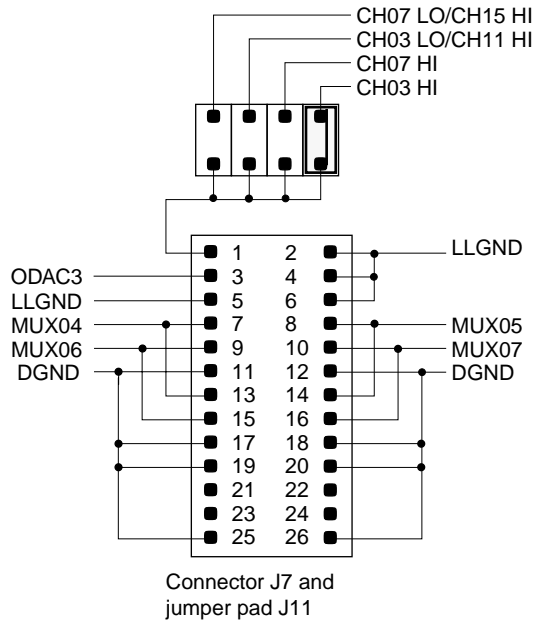 CH07 LO/CH15 HI
CH03 LO/CH11 HI
CH07 HI
CH03 HI
1 2 LLGND
ODAC3 3 4
LLGND 5 6
MUX04 7 8 MUX05
MUX06 9 10 MUX07
DGND 11 12 DGND
13 14
15 16
17 18
19 20
21 22
23 24
25 26
Connector J7 and
jumper pad J11